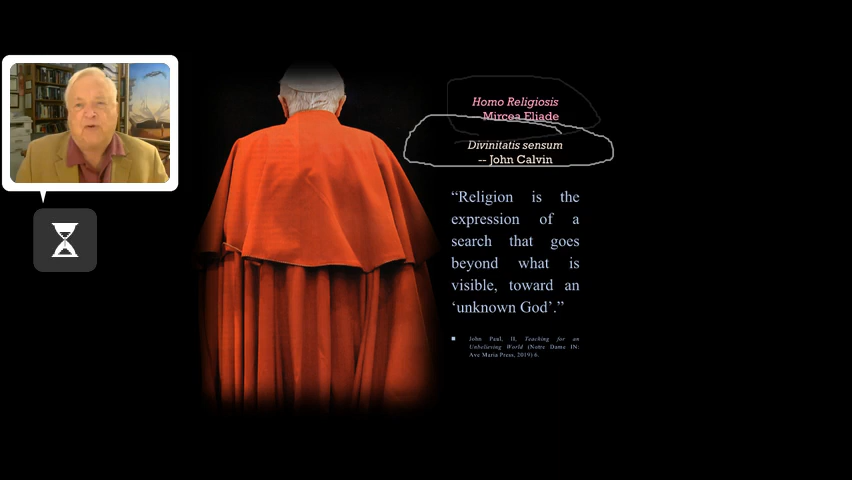 Homo Religiosis
Mircea Eliade
Divinitatis sensum
-- John Calvin
“Religion is the
expression of a
search that goes
beyond what is
visible, toward an
‘unknown God’.”
John Paul, II, Teaching for an
Unbelieving World (Notre Dame IN:
Ave Maria Press, 2019) 6.